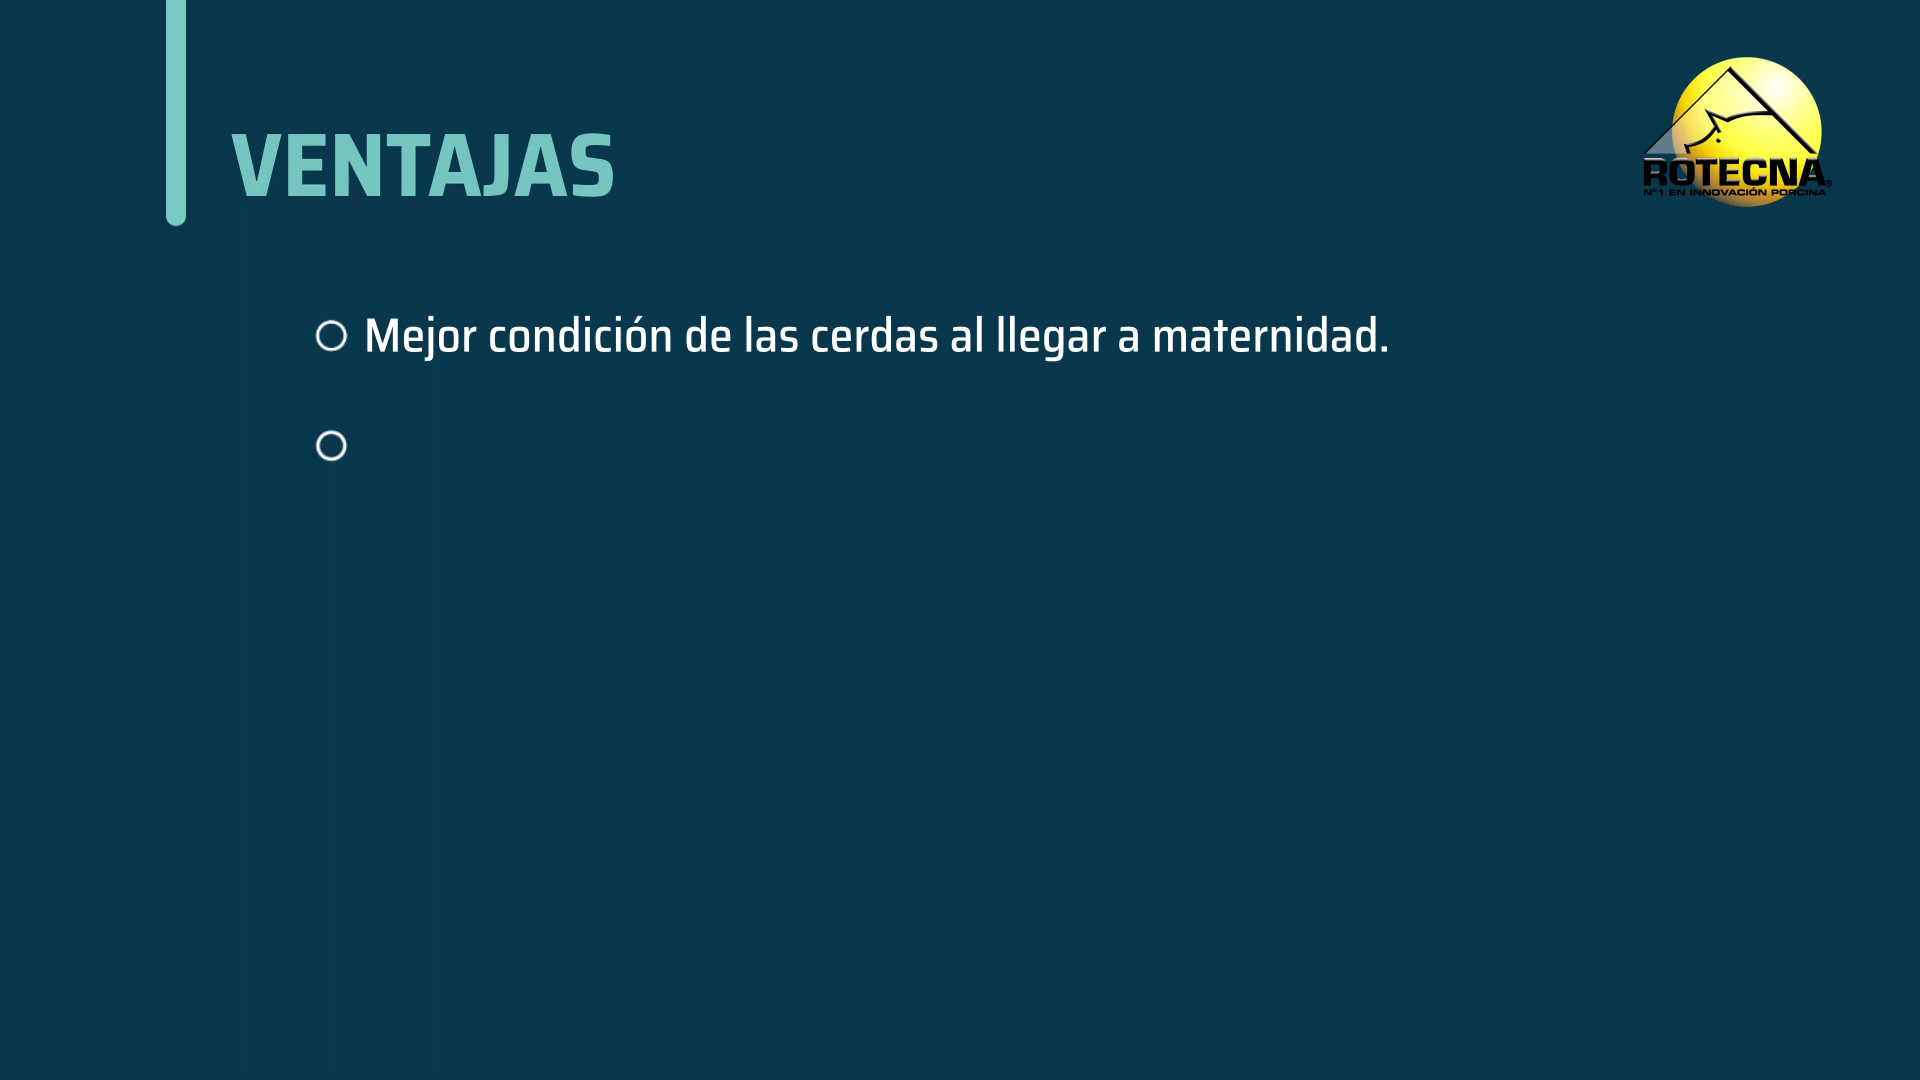 VENTAJAS
ROTECNA®
Nº1 EN INNOVACIÓN PORCINA
Mejor condición de las cerdas al llegar a maternidad.